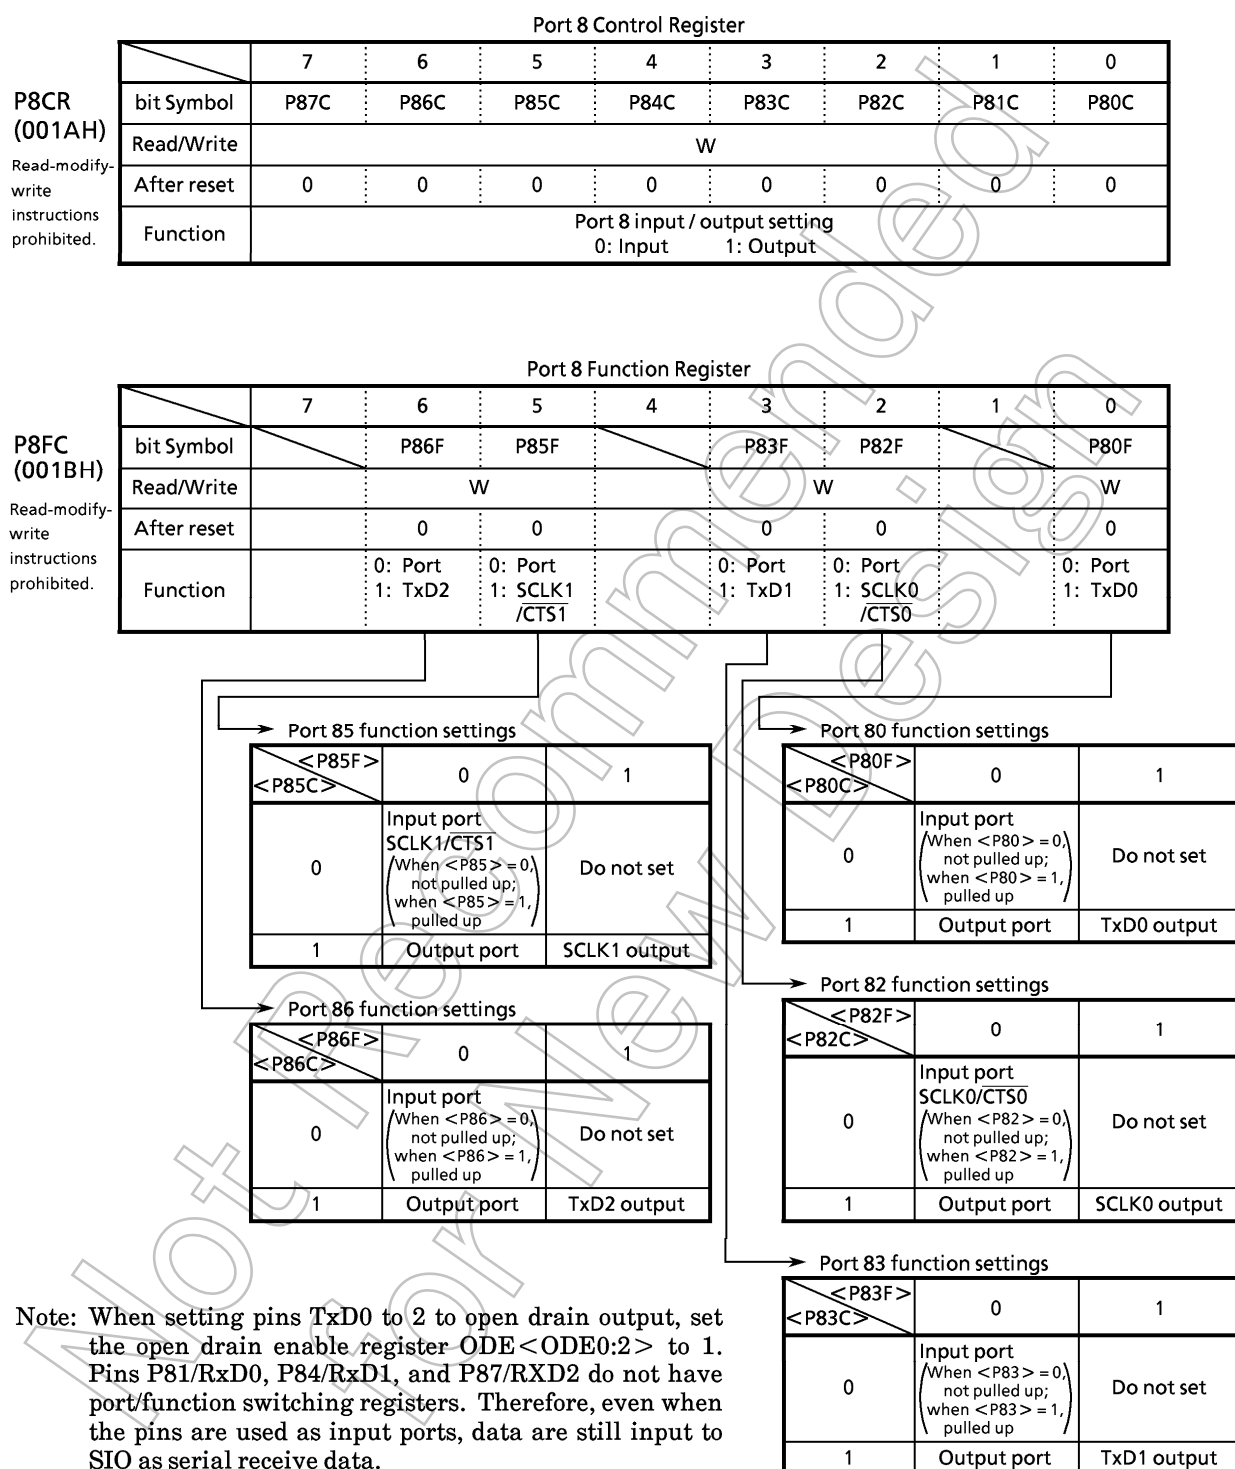 Port 8 Control Register
7 6 5 4 3 2 1 0
P8CR
(001AH)
Read-modify-
write
instructions
prohibited.
bit Symbol P87C P86C P85C P84C P83C P82C P81C P80C
Read/Write W
After reset 0 0 0 0 0 0 0 0
Function Port 8 input / output setting
0: Input 1: Output
Port 8 Function Register
7 6 5 4 3 2 1 0
P8FC
(001BH)
Read-modify-
write
instructions
prohibited.
bit Symbol P86F P85F P83F P82F P80F
Read/Write W W W
After reset 0 0 0 0 0
Function
0: Port 0: Port 0: Port 0: Port 0: Port
1: TxD2 1: SCLK1 1: TxD1 1: SCLK0 1: TxD0
/CTS1 /CTS0
Port 85 function settings
<P85F> 0 1
<P85C>
0 Input port
SCLK1/CTS1
(When <P85> = 0,
not pulled up;
when <P85> = 1,
pulled up)
Do not set
1 Output port SCLK1 output
Port 86 function settings
<P86F> 0 1
<P86C>
0 Input port
(When <P86> = 0,
not pulled up;
when <P86> = 1,
pulled up)
Do not set
1 Output port TxD2 output
Port 80 function settings
<P80F> 0 1
<P80C>
0 Input port
(When <P80> = 0,
not pulled up;
when <P80> = 1,
pulled up)
Do not set
1 Output port TxD0 output
Port 82 function settings
<P82F> 0 1
<P82C>
0 Input port
SCLK0/CTS0
(When <P82> = 0,
not pulled up;
when <P82> = 1,
pulled up)
Do not set
1 Output port SCLK0 output
Port 83 function settings
<P83F> 0 1
<P83C>
0 Input port
(When <P83> = 0,
not pulled up;
when <P83> = 1,
pulled up)
Do not set
1 Output port TxD1 output
Note: When setting pins TxD0 to 2 to open drain output, set
the open drain enable register ODE<ODE0:2> to 1.
Pins P81/RxD0, P84/RxD1, and P87/RXD2 do not have
port/function switching registers. Therefore, even when
the pins are used as input ports, data are still input to
SIO as serial receive data.
Not Recommended
for New Design